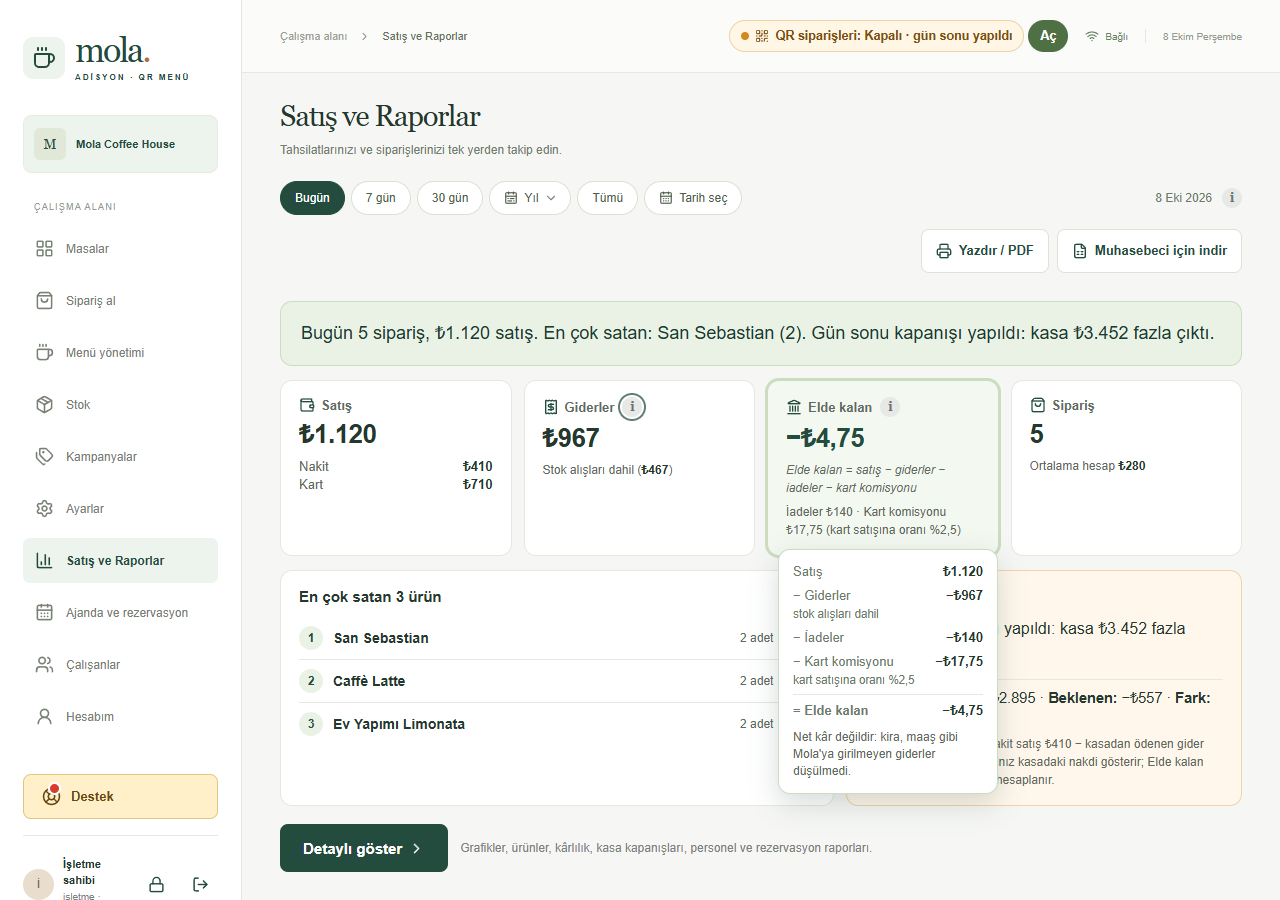 mola.
ADİSYON · QR MENÜ
M
Mola Coffee House
ÇALIŞMA ALANI
Masalar
Sipariş al
Menü yönetimi
Stok
Kampanyalar
Ayarlar
Satış ve Raporlar
Ajanda ve rezervasyon
Çalışanlar
Hesabım
Destek
İ
İşletme
sahibi
işletme ·
Çalışma alanı > Satış ve Raporlar
QR siparişleri: Kapalı · gün sonu yapıldı
Aç
Bağlı
8 Ekim Perşembe
Satış ve Raporlar
Tahsilatlarınızı ve siparişlerinizi tek yerden takip edin.
Bugün
7 gün
30 gün
Yıl
Tümü
Tarih seç
8 Eki 2026
i
Yazdır / PDF
Muhasebeci için indir
Bugün 5 sipariş, ₺1.120 satış. En çok satan: San Sebastian (2). Gün sonu kapanışı yapıldı: kasa ₺3.452 fazla çıktı.
Satış
₺1.120
Nakit ₺410
Kart ₺710
Giderler i
₺967
Stok alışları dahil (₺467)
Elde kalan i
−₺4,75
Elde kalan = satış − giderler −
iadeler − kart komisyonu
İadeler ₺140 · Kart komisyonu
₺17,75 (kart satışına oranı %2,5)
Sipariş
5
Ortalama hesap ₺280
En çok satan 3 ürün
1 San Sebastian 2 adet
2 Caffè Latte 2 adet
3 Ev Yapımı Limonata 2 adet
Satış ₺1.120
− Giderler −₺967
stok alışları dahil
− İadeler −₺140
− Kart komisyonu −₺17,75
kart satışına oranı %2,5
= Elde kalan −₺4,75
Net kâr değildir: kira, maaş gibi
Mola'ya girilmeyen giderler
düşülmedi.
yapıldı: kasa ₺3.452 fazla
2.895 · Beklenen: −₺557 · Fark:
akit satış ₺410 − kasadan ödenen gider
nız kasadaki nakdi gösterir; Elde kalan
hesaplanır.
Detaylı göster
Grafikler, ürünler, kârlılık, kasa kapanışları, personel ve rezervasyon raporları.